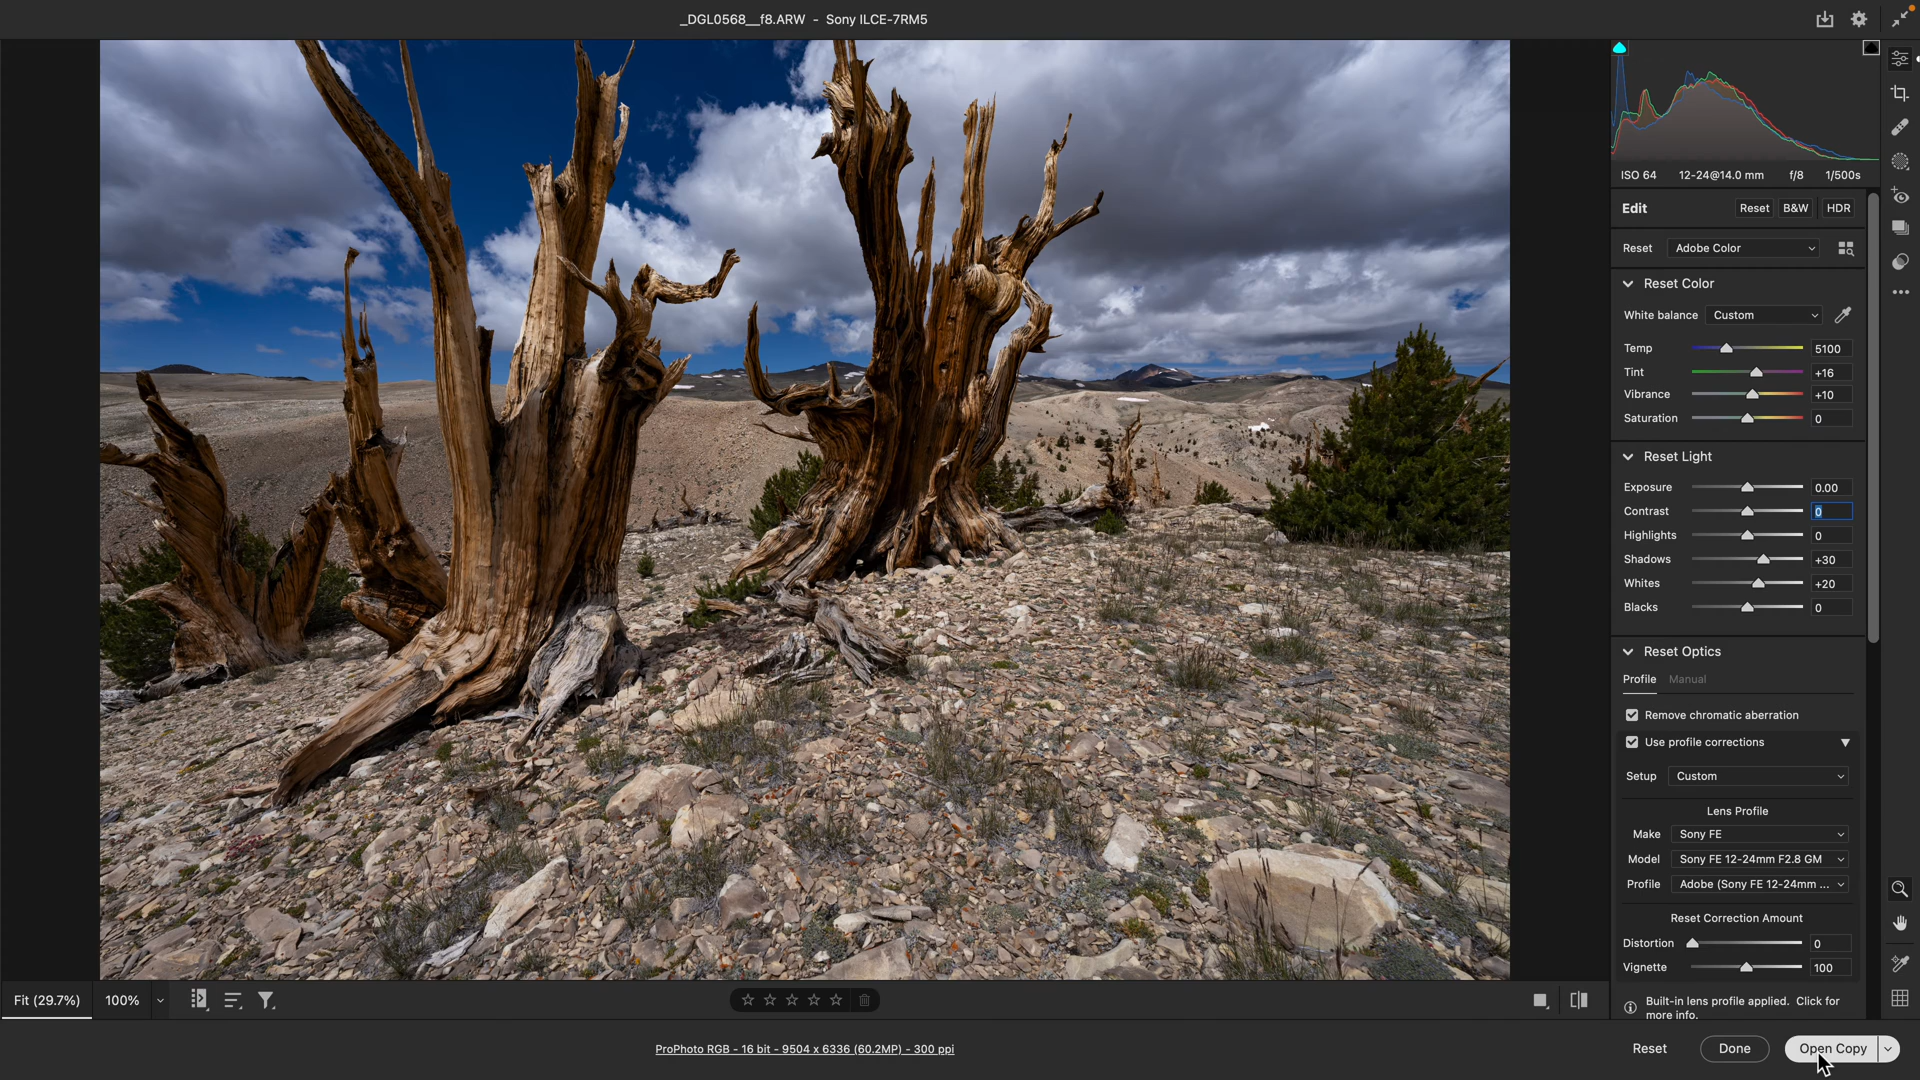 _DGL0568__f8.ARW - Sony ILCE-7RM5
ISO 64 12-24@14.0 mm f/8 1/500s
Edit Reset B&W HDR
Reset Adobe Color
Reset Color
White balance Custom
Temp 5100
Tint +16
Vibrance +10
Saturation 0
Reset Light
Exposure 0.00
Contrast 0
Highlights 0
Shadows +30
Whites +20
Blacks 0
Reset Optics
Profile Manual
Remove chromatic aberration
Use profile corrections
Setup Custom
Lens Profile
Make Sony FE
Model Sony FE 12-24mm F2.8 GM
Profile Adobe (Sony FE 12-24mm ...
Reset Correction Amount
Distortion 0
Vignette 100
Built-in lens profile applied. Click for
more info.
Fit (29.7%) 100%
ProPhoto RGB - 16 bit - 9504 x 6336 (60.2MP) - 300 ppi
Reset Done Open Copy